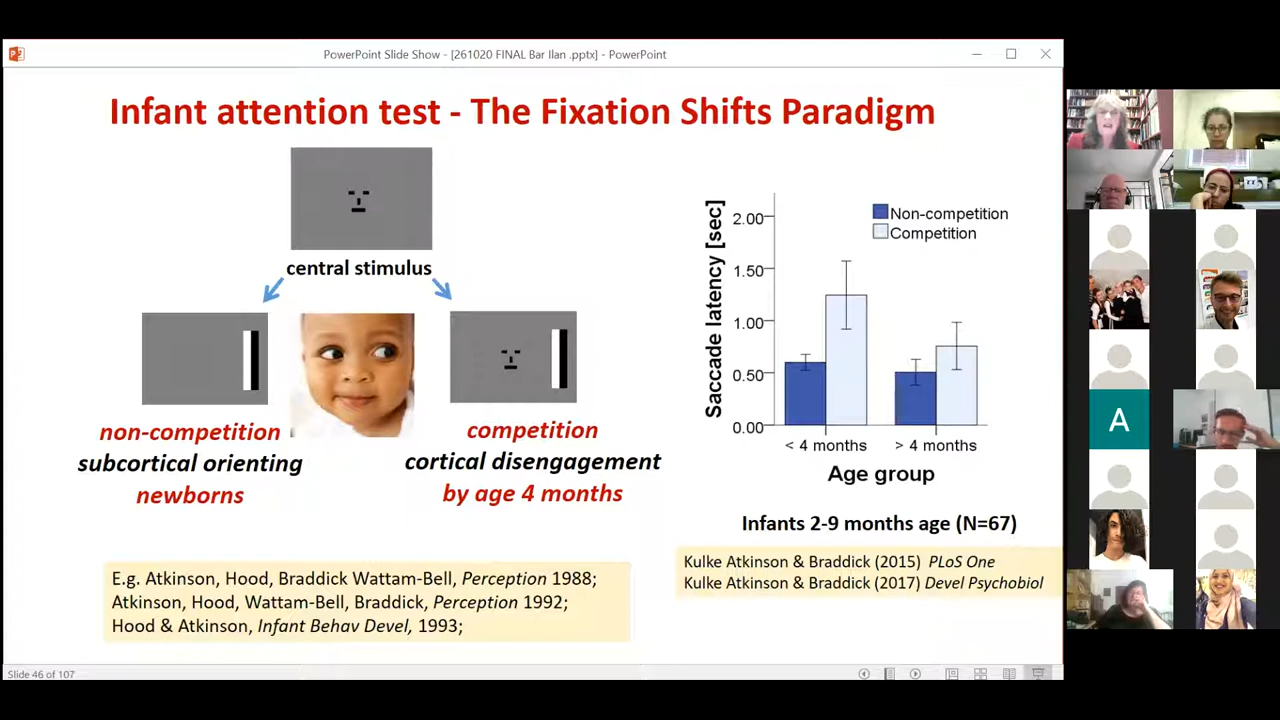 PowerPoint Slide Show - [261020 FINAL Bar Ilan .pptx] - PowerPoint
Infant attention test - The Fixation Shifts Paradigm
central stimulus
non-competition
subcortical orienting
newborns
competition
cortical disengagement
by age 4 months
E.g. Atkinson, Hood, Braddick Wattam-Bell, Perception 1988;
Atkinson, Hood, Wattam-Bell, Braddick, Perception 1992;
Hood & Atkinson, Infant Behav Devel, 1993;
Saccade latency [sec]
2.00
1.50
1.00
0.50
0.00
Non-competition
Competition
< 4 months
> 4 months
Age group
Infants 2-9 months age (N=67)
Kulke Atkinson & Braddick (2015) PLoS One
Kulke Atkinson & Braddick (2017) Devel Psychobiol
A
Slide 46 of 107